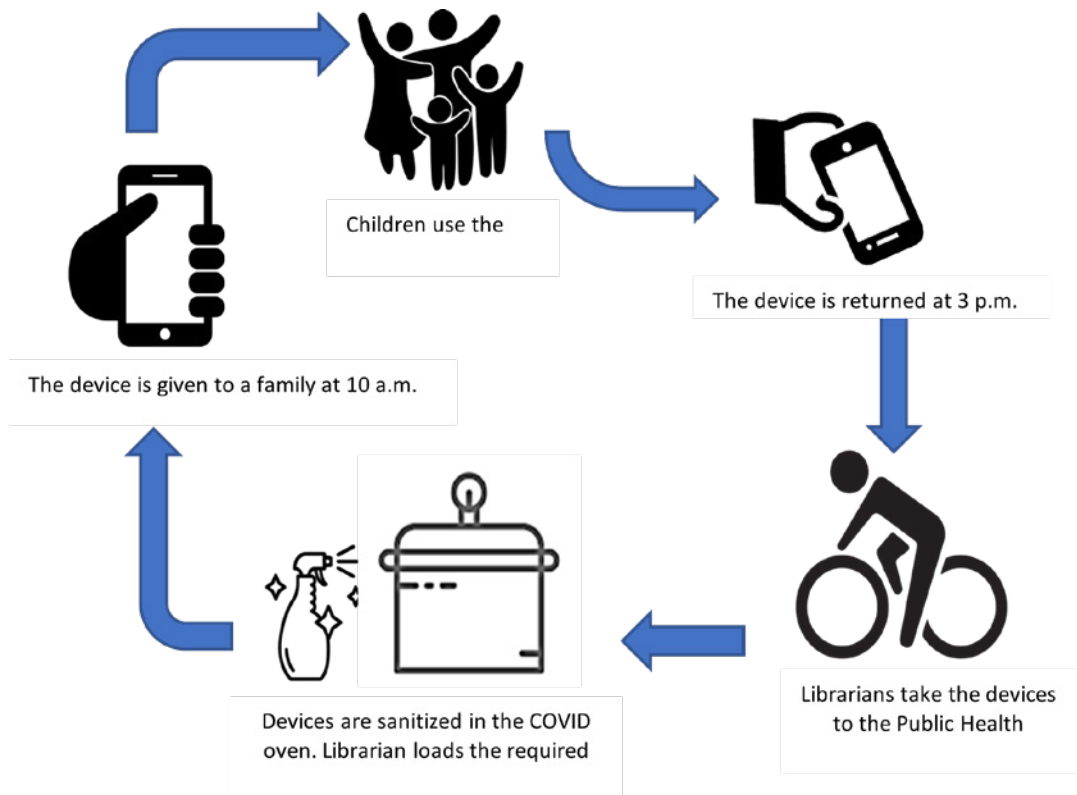 The device is given to a family at 10 a.m.
Children use the
The device is returned at 3 p.m.
Librarians take the devices
to the Public Health
Devices are sanitized in the COVID
oven. Librarian loads the required